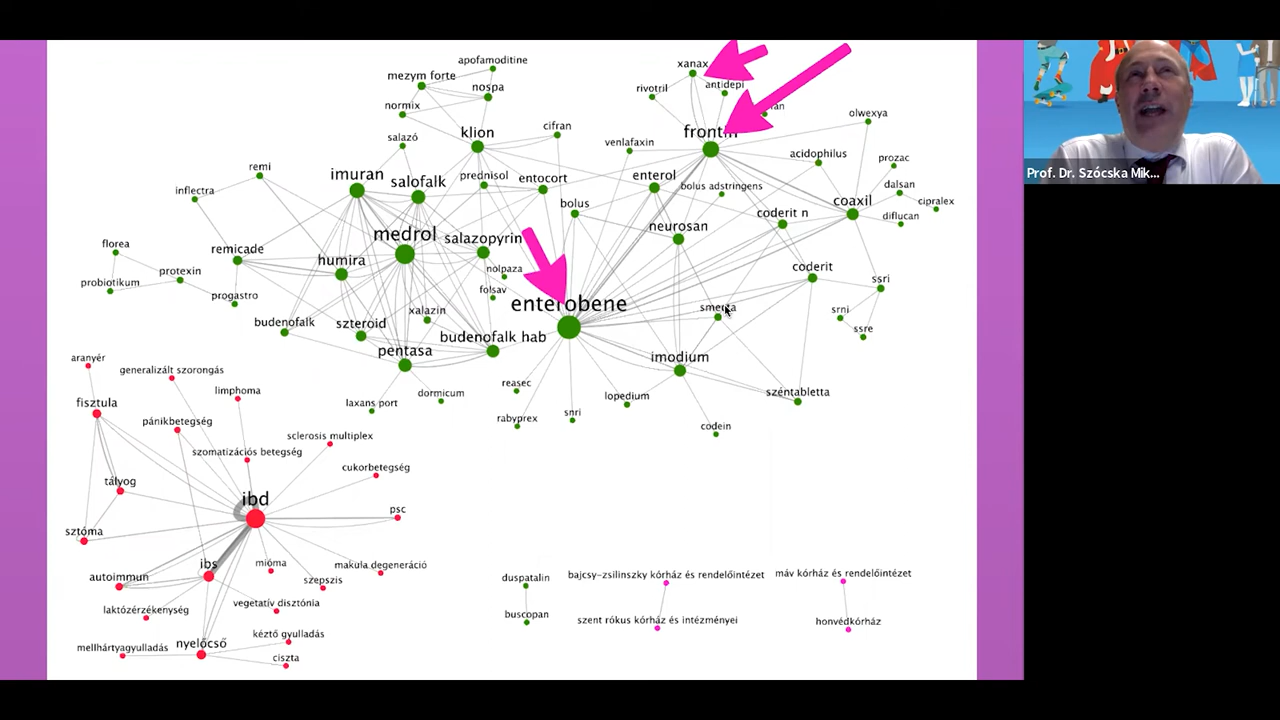 apofamoditine
xanax
mezym forte
nospa
rivotril
antidepi
normix
olwexya
klion
cifran
frontin
salazó
venlafaxin
acidophilus
prozac
remi
imuran
salofalk
prednisol
entocort
enterol
bolus adstringens
dalsan
inflectra
bolus
coderit n
coaxil
cipralex
diflucan
florea
remicade
medrol
salazopyrin
neurosan
humira
protexin
nolpaza
coderit
ssri
probiotikum
progastro
folsav
enterobene
smecta
srni
budenofalk
szteroid
xalazin
budenofalk hab
ssre
pentasa
imodium
aranyér
generalizált szorongás
limphoma
reasec
széntabletta
fisztula
laxans port
dormicum
lopedium
pánikbetegség
rabyprex
snri
codein
sclerosis multiplex
szomatizációs betegség
cukorbetegség
tályog
ibd
psc
sztóma
ibs
mióma
makula degeneráció
autoimmun
szepszis
duspatalin
bajcsy-zsilinszky kórház és rendelőintézet
máv kórház és rendelőintézet
laktózérzékenység
vegetatív disztónia
buscopan
szent rókus kórház és intézményei
honvédkórház
mellhártyagyulladás
nyelőcső
kéztő gyulladás
ciszta
Prof. Dr. Szócska Mik...